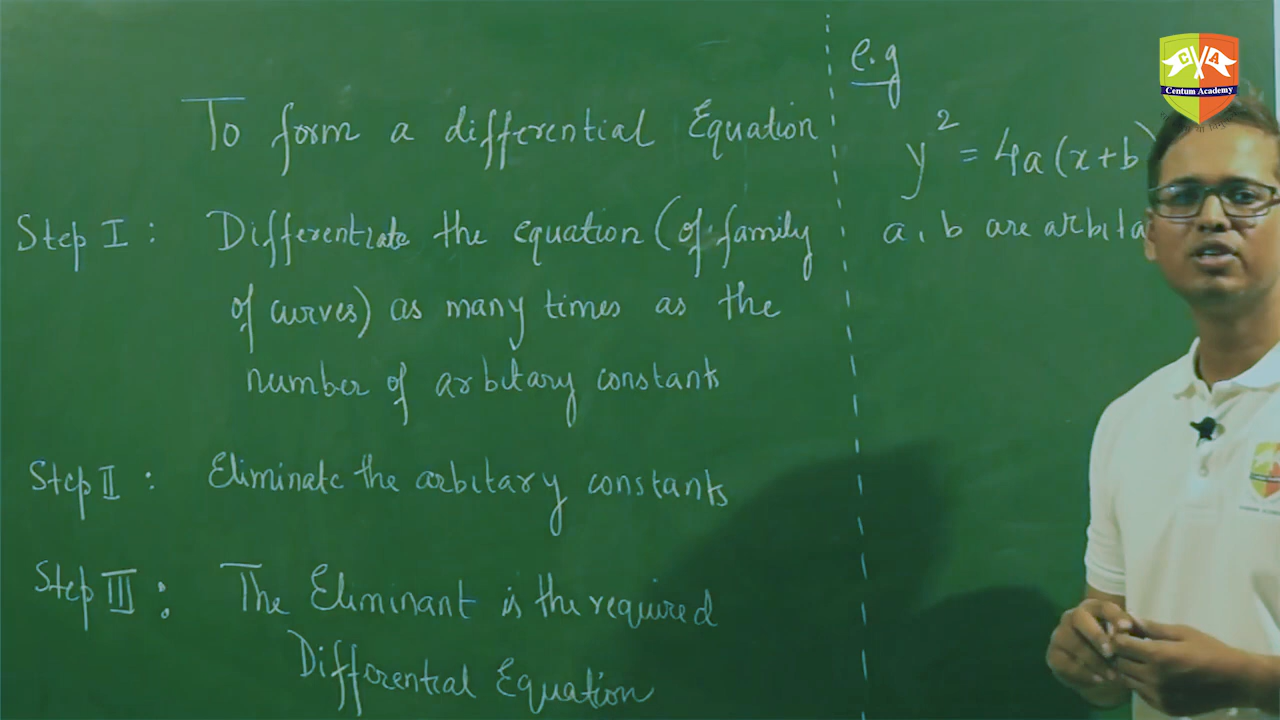 To form a differential Equation
Step I : Differentiate the equation (of family
of curves) as many times as the
number of arbitary constants
Step II : Eliminate the arbitary constants
Step III : The Eliminant is the required
Differential Equation
e.g
y² = 4a(x+b)
a, b are arbita
C A
Centum Academy